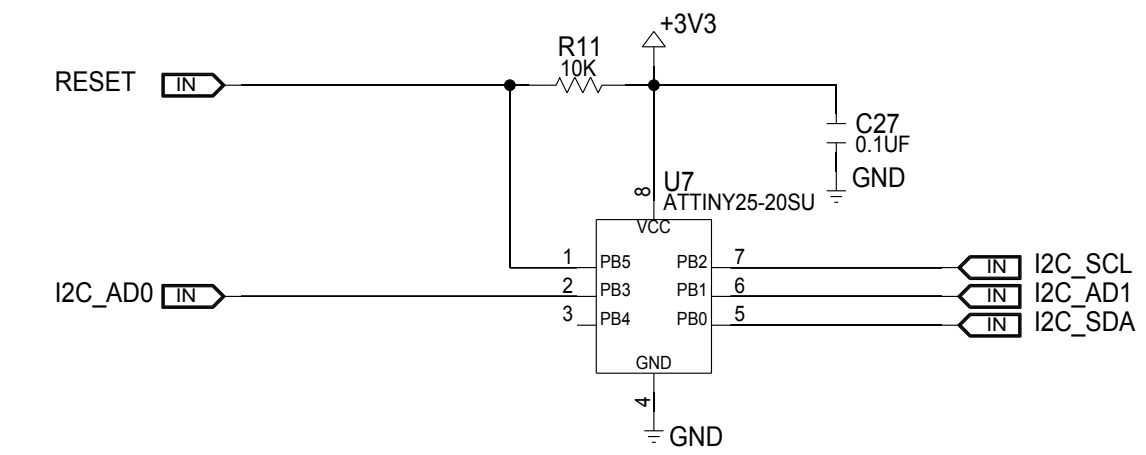 +3V3
R11
10K
RESET IN
C27
0.1UF
GND
8
U7
ATTINY25-20SU
VCC
1 PB5 PB2 7 IN I2C_SCL
I2C_AD0 IN 2 PB3 PB1 6 IN I2C_AD1
3 PB4 PB0 5 IN I2C_SDA
GND
4
GND